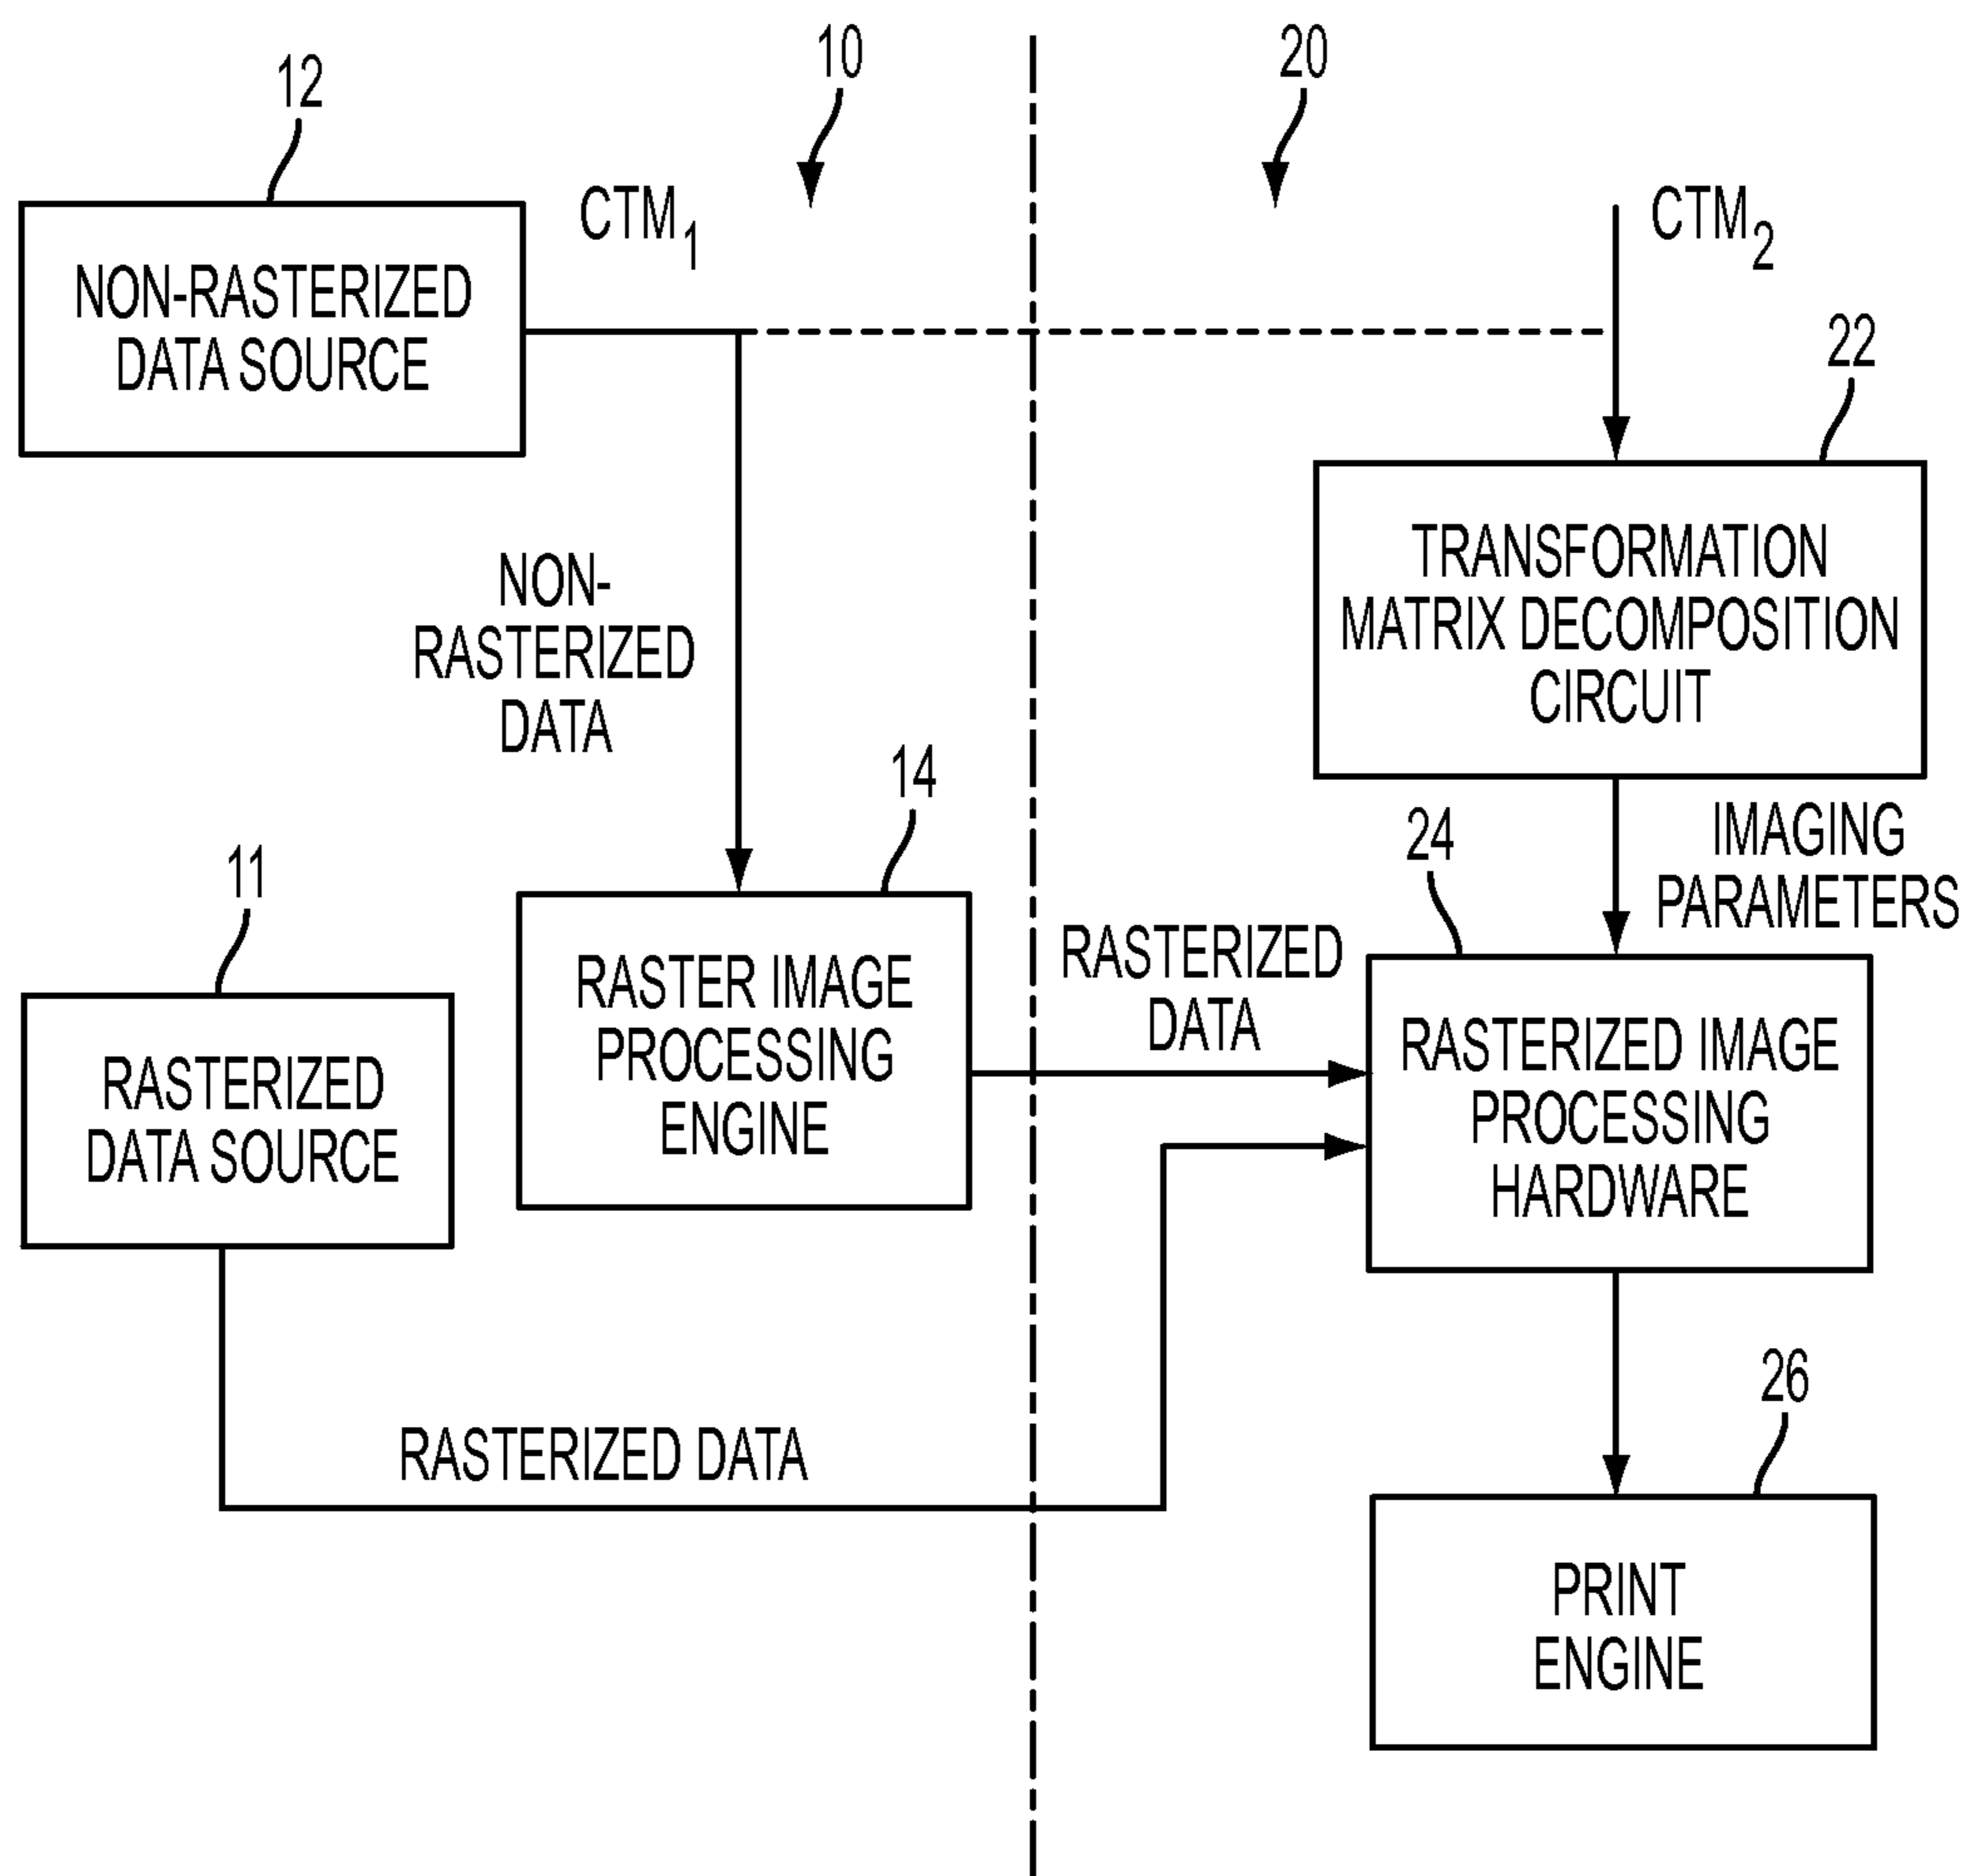 10
20
12
CTM1
CTM2
NON-RASTERIZED
DATA SOURCE
22
TRANSFORMATION
MATRIX DECOMPOSITION
CIRCUIT
NON-
RASTERIZED
DATA
14
24
IMAGING
PARAMETERS
11
RASTER IMAGE
PROCESSING
ENGINE
RASTERIZED
DATA
RASTERIZED IMAGE
PROCESSING
HARDWARE
RASTERIZED
DATA SOURCE
26
RASTERIZED DATA
PRINT
ENGINE